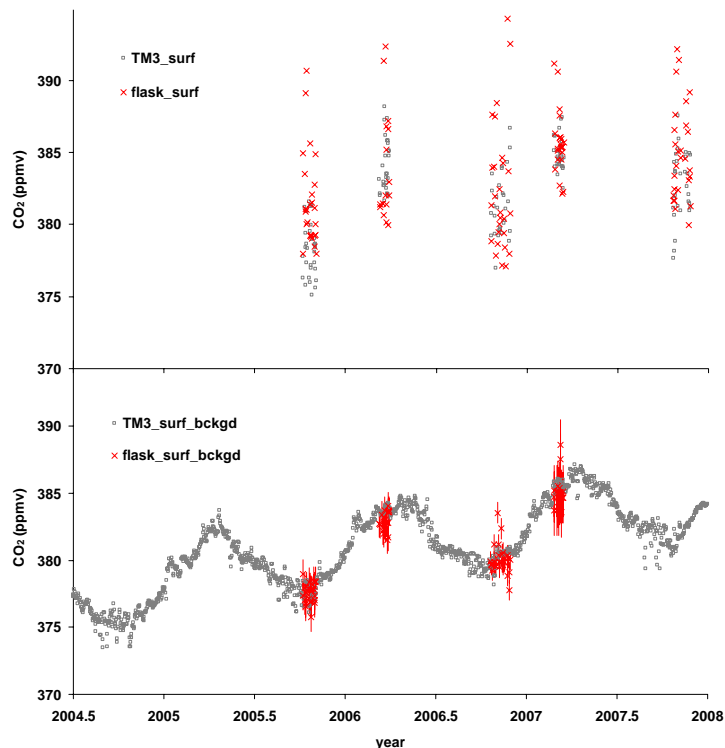 390
TM3_surf
flask_surf
385
CO₂ (ppmv)
380
375
370
TM3_surf_bckgd
390
flask_surf_bckgd
385
CO₂ (ppmv)
380
375
370
2004.5 2005 2005.5 2006 2006.5 2007 2007.5 2008
year